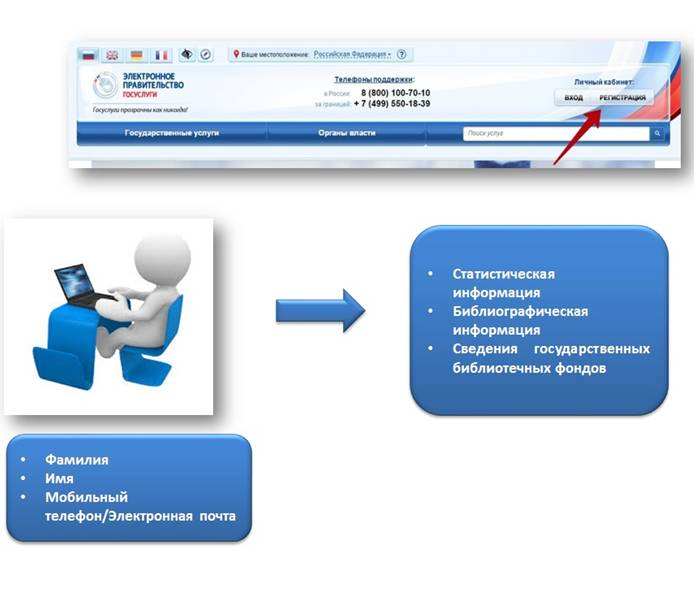 Ваше местоположение: Российская Федерация
ЭЛЕКТРОННОЕ
ПРАВИТЕЛЬСТВО
ГОСУСЛУГИ
Госуслуги прозрачны как никогда!
Телефоны поддержки:
в России: 8 (800) 100-70-10
за границей: + 7 (499) 550-18-39
Личный кабинет:
ВХОД РЕГИСТРАЦИЯ
Государственные услуги Органы власти Поиск услуг
• Статистическая
информация
• Библиографическая
информация
• Сведения государственных
библиотечных фондов
• Фамилия
• Имя
• Мобильный
телефон/Электронная почта